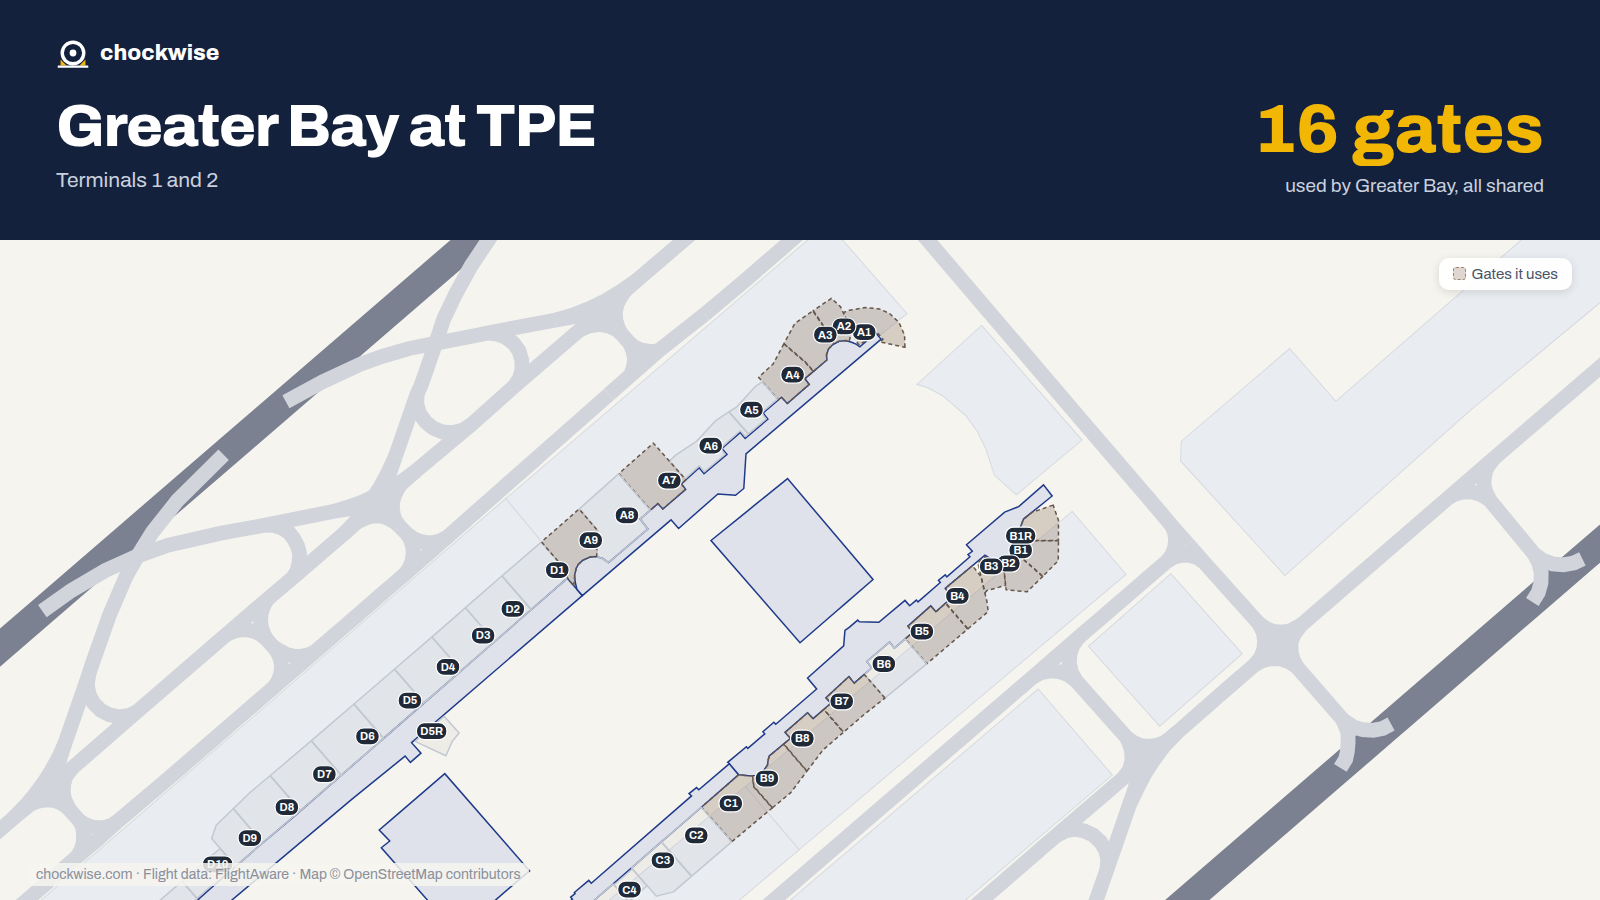 chockwise
Greater Bay at TPE
Terminals 1 and 2
16 gates
used by Greater Bay, all shared
Gates it uses
A1
A2
A3
A4
A5
A6
A7
A8
A9
D1
D2
D3
D4
D5
D5R
D6
D7
D8
D9
D10
B1R
B1
B2
B3
B4
B5
B6
B7
B8
B9
C1
C2
C3
C4
chockwise.com · Flight data: FlightAware · Map © OpenStreetMap contributors